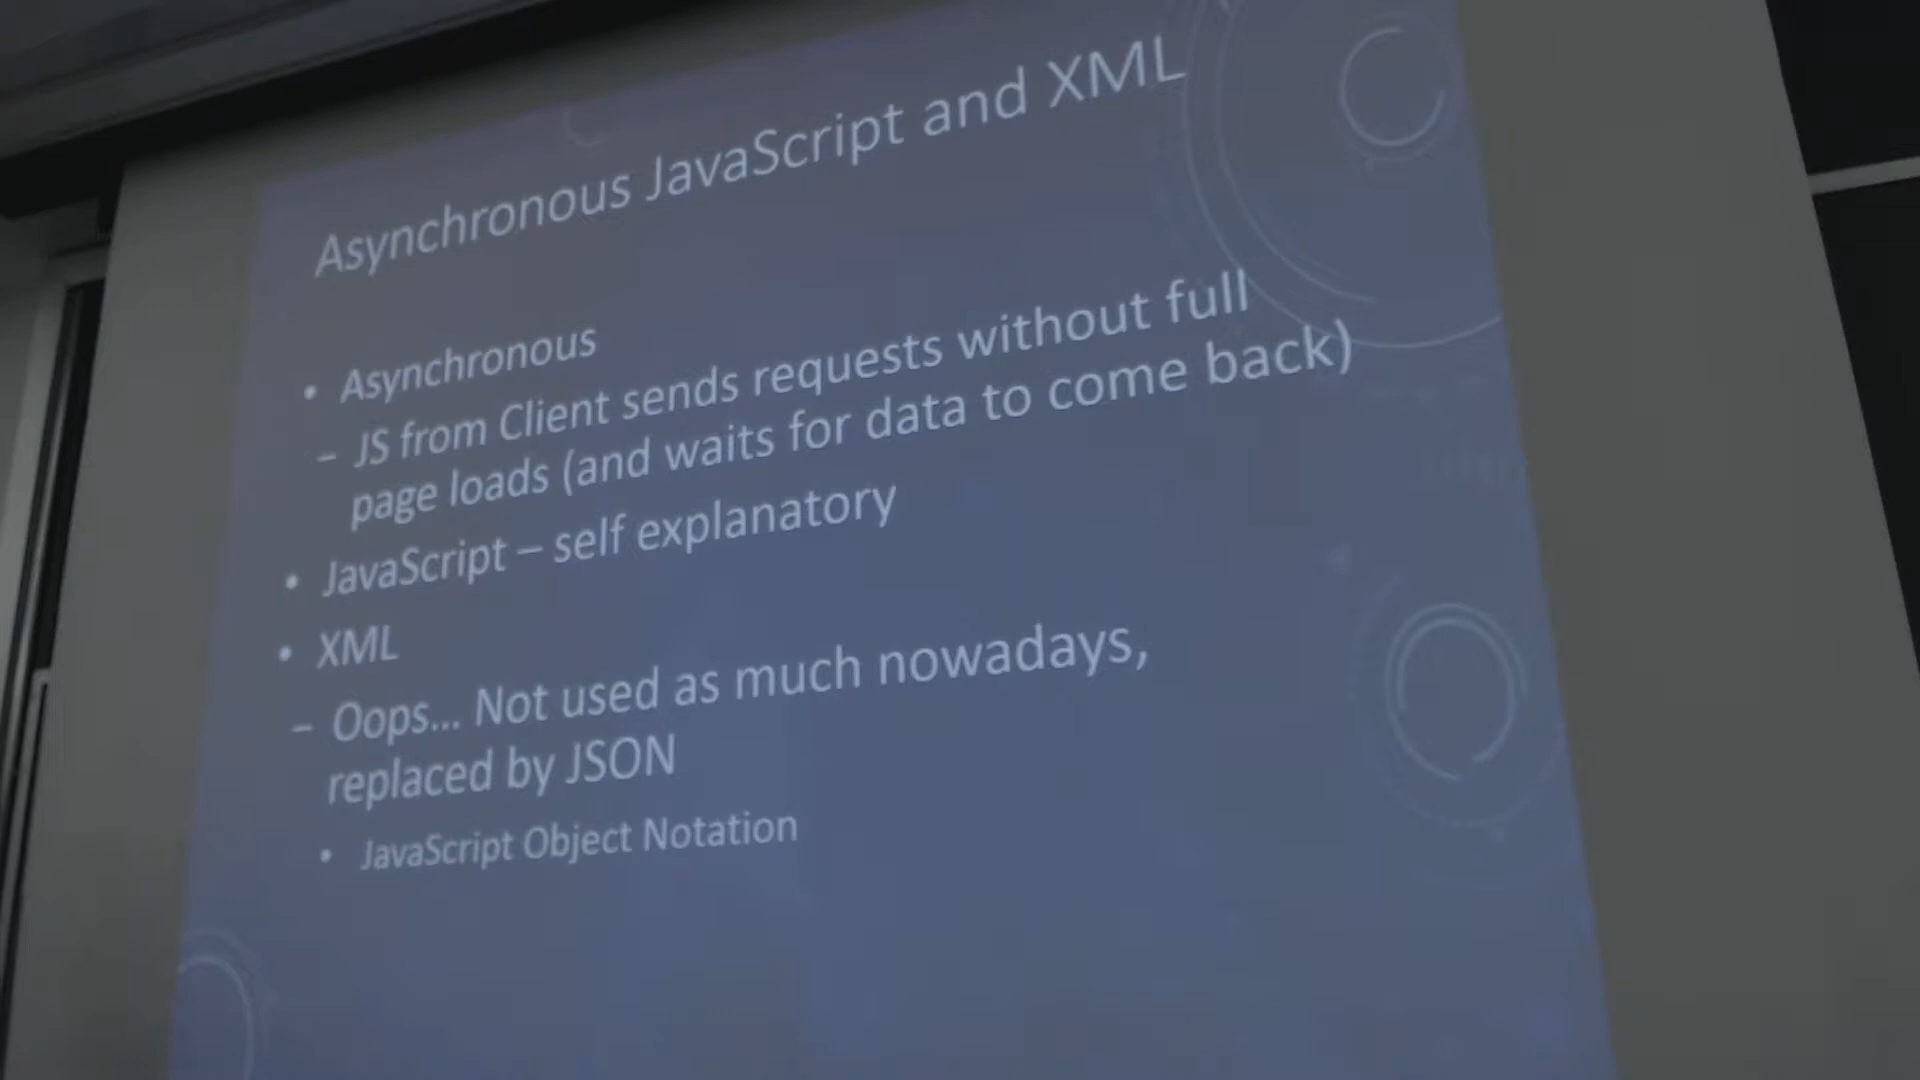 Asynchronous JavaScript and XML
• Asynchronous
– JS from Client sends requests without full
page loads (and waits for data to come back)
• JavaScript – self explanatory
• XML
– Oops... Not used as much nowadays,
replaced by JSON
• JavaScript Object Notation